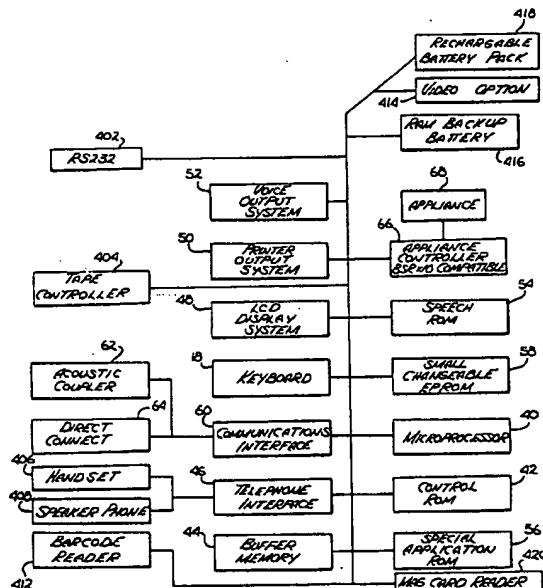 418
RECHARGABLE
BATTERY PACK
414
VIDEO OPTION
RAM BACKUP
BATTERY
416
402
RS232
52
VOICE
OUTPUT
SYSTEM
68
APPLIANCE
50
PRINTER
OUTPUT
SYSTEM
66
APPLIANCE
CONTROLLER
COMPATIBLE
404
TAPE
CONTROLLER
48
LCD
DISPLAY
SYSTEM
54
SPEECH
ROM
62
ACOUSTIC
COUPLER
18
KEYBOARD
58
SMALL
CHANGEABLE
EPROM
64
DIRECT
CONNECT
60
COMMUNICATIONS
INTERFACE
40
MICROPROCESSOR
406
HANDSET
408
SPEAKER PHONE
46
TELEPHONE
INTERFACE
42
CONTROL
ROM
BARCODE
READER
412
44
BUFFER
MEMORY
56
SPECIAL
APPLICATION
ROM
420
MAG CARD READER